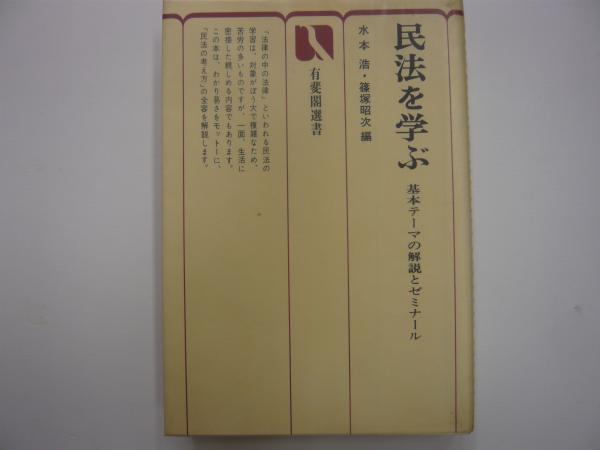 民法を学ぶ
基本テーマの解説とゼミナール
水本 浩・篠塚昭次 編
有斐閣選書
「法律の中の法律」といわれる民法の
学習は、対象がぼう大で複雑なため、
苦労の多いものですが、一面、生活に
密接した親しめる内容でもあります。
この本は、わかり易さをモットーに、
「民法の考え方」の全容を解説します。